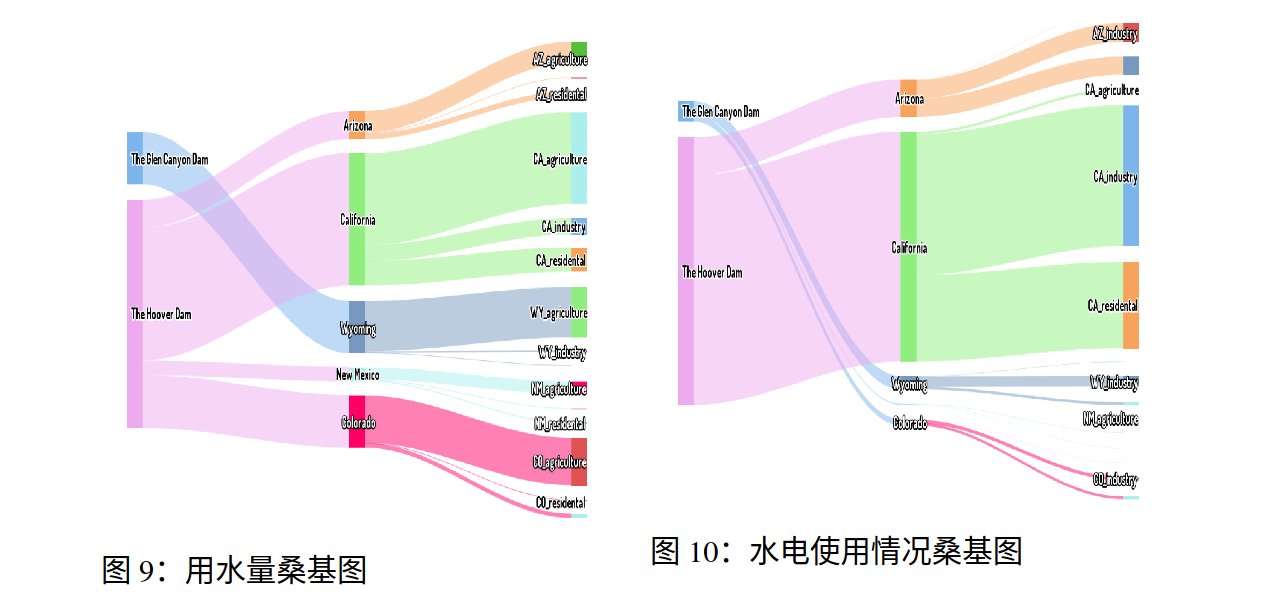 AZ_agriculture
AZ_residental
Arizona
The Glen Canyon Dam
CA_agriculture
California
CA_industry
CA_residental
The Hoover Dam
WY_agriculture
Wyoming
WY_industry
New Mexico
NM_agriculture
Colorado
NM_residental
CO_agriculture
CO_residental
图 9：用水量桑基图
AZ_industry
CA_agriculture
Arizona
The Glen Canyon Dam
CA_industry
California
The Hoover Dam
CA_residental
Wyoming
WY_industry
NM_agriculture
Colorado
CO_industry
图 10：水电使用情况桑基图